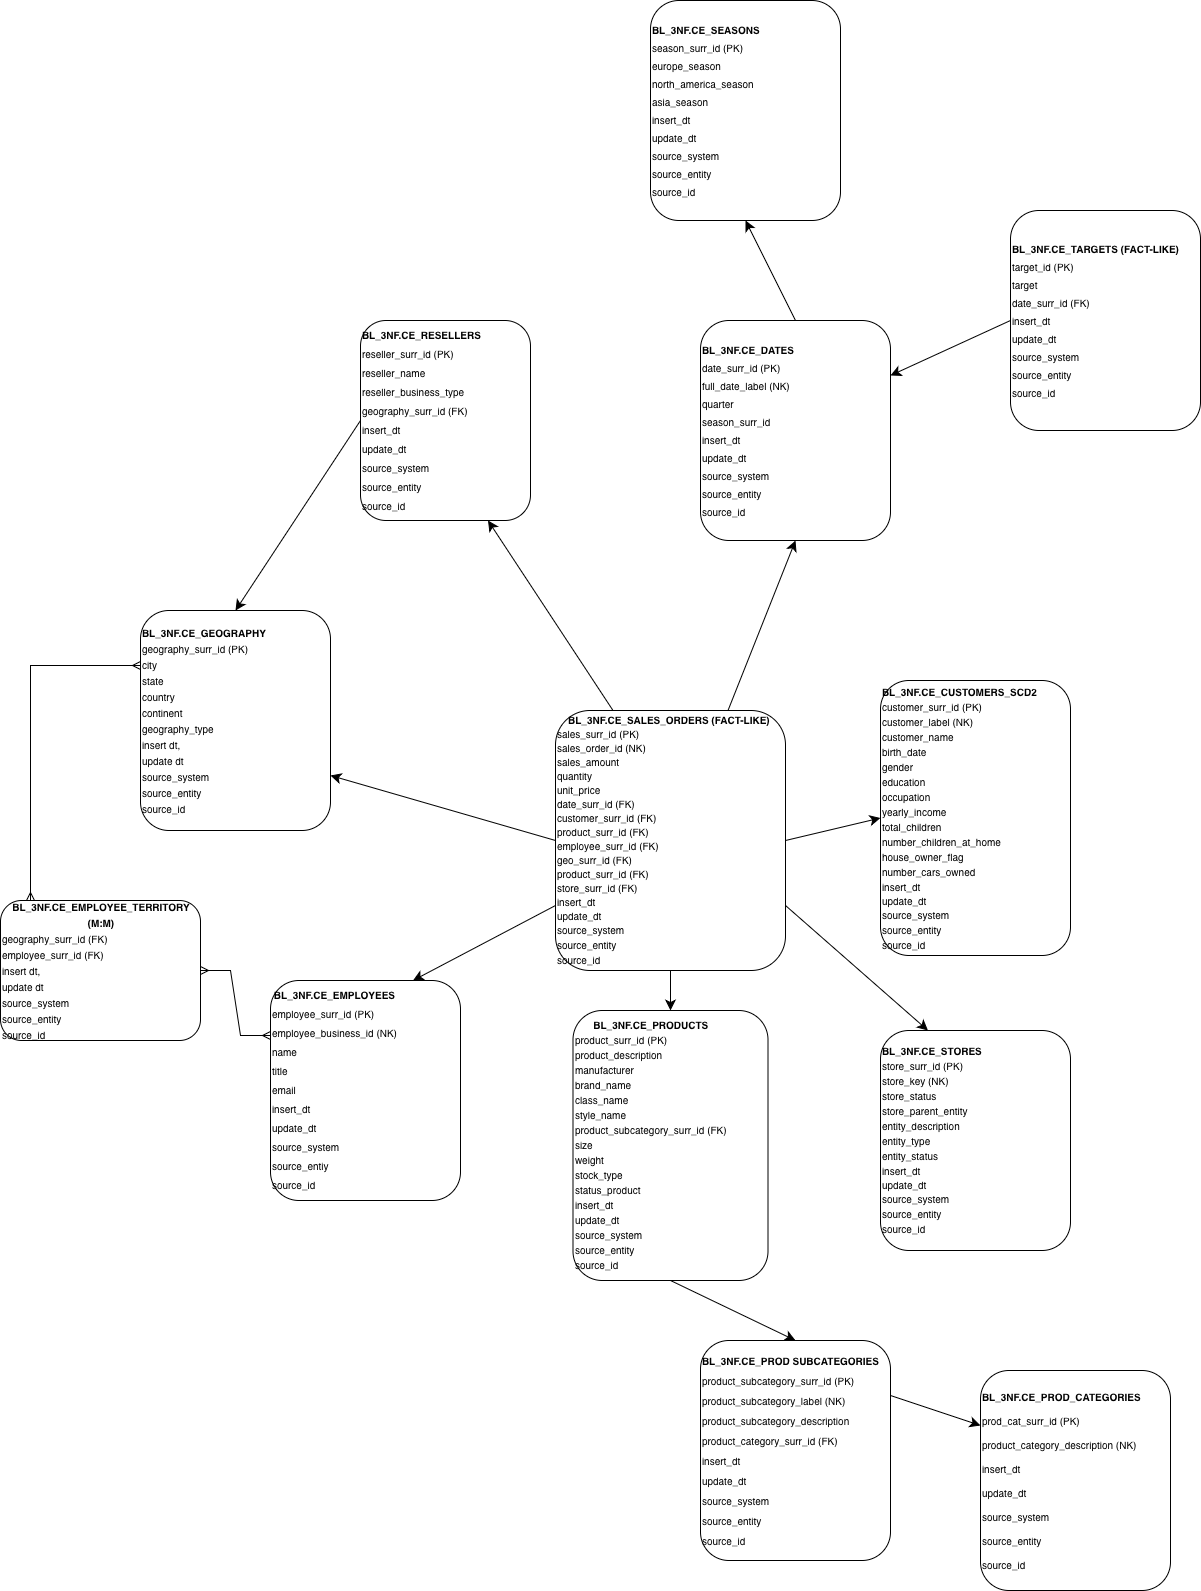 BL_3NF.CE_SEASONS
season_surr_id (PK)
europe_season
north_america_season
asia_season
insert_dt
update_dt
source_system
source_entity
source_id
BL_3NF.CE_TARGETS (FACT-LIKE)
target_id (PK)
target
date_surr_id (FK)
insert_dt
update_dt
source_system
source_entity
source_id
BL_3NF.CE_RESELLERS
reseller_surr_id (PK)
reseller_name
reseller_business_type
geography_surr_id (FK)
insert_dt
update_dt
source_system
source_entity
source_id
BL_3NF.CE_DATES
date_surr_id (PK)
full_date_label (NK)
quarter
season_surr_id
insert_dt
update_dt
source_system
source_entity
source_id
BL_3NF.CE_GEOGRAPHY
geography_surr_id (PK)
city
state
country
continent
geography_type
insert dt,
update dt
source_system
source_entity
source_id
BL_3NF.CE_SALES_ORDERS (FACT-LIKE)
sales_surr_id (PK)
sales_order_id (NK)
sales_amount
quantity
unit_price
date_surr_id (FK)
customer_surr_id (FK)
product_surr_id (FK)
employee_surr_id (FK)
geo_surr_id (FK)
product_surr_id (FK)
store_surr_id (FK)
insert_dt
update_dt
source_system
source_entity
source_id
BL_3NF.CE_CUSTOMERS_SCD2
customer_surr_id (PK)
customer_label (NK)
customer_name
birth_date
gender
education
occupation
yearly_income
total_children
number_children_at_home
house_owner_flag
number_cars_owned
insert_dt
update_dt
source_system
source_entity
source_id
BL_3NF.CE_EMPLOYEE_TERRITORY
(M:M)
geography_surr_id (FK)
employee_surr_id (FK)
insert dt,
update dt
source_system
source_entity
source_id
BL_3NF.CE_EMPLOYEES
employee_surr_id (PK)
employee_business_id (NK)
name
title
email
insert_dt
update_dt
source_system
source_entiy
source_id
BL_3NF.CE_PRODUCTS
product_surr_id (PK)
product_description
manufacturer
brand_name
class_name
style_name
product_subcategory_surr_id (FK)
size
weight
stock_type
status_product
insert_dt
update_dt
source_system
source_entity
source_id
BL_3NF.CE_STORES
store_surr_id (PK)
store_key (NK)
store_status
store_parent_entity
entity_description
entity_type
entity_status
insert_dt
update_dt
source_system
source_entity
source_id
BL_3NF.CE_PROD SUBCATEGORIES
product_subcategory_surr_id (PK)
product_subcategory_label (NK)
product_subcategory_description
product_category_surr_id (FK)
insert_dt
update_dt
source_system
source_entity
source_id
BL_3NF.CE_PROD_CATEGORIES
prod_cat_surr_id (PK)
product_category_description (NK)
insert_dt
update_dt
source_system
source_entity
source_id